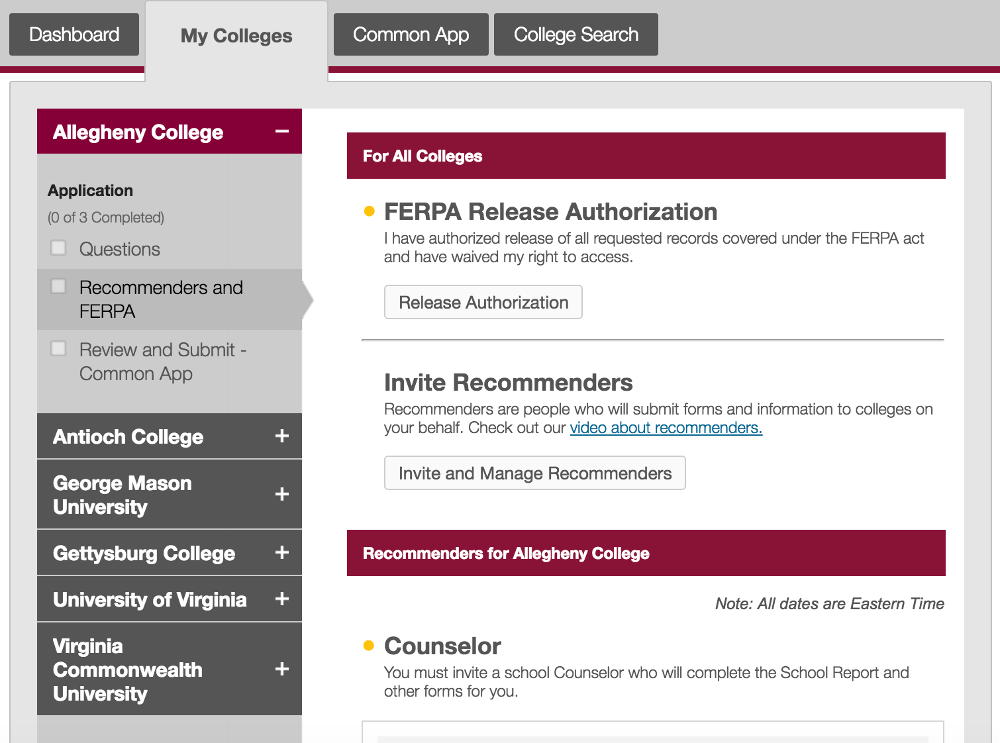 Dashboard
My Colleges
Common App
College Search
Allegheny College
Application
(0 of 3 Completed)
Questions
Recommenders and
FERPA
Review and Submit -
Common App
Antioch College
George Mason
University
Gettysburg College
University of Virginia
Virginia
Commonwealth
University
For All Colleges
FERPA Release Authorization
I have authorized release of all requested records covered under the FERPA act
and have waived my right to access.
Release Authorization
Invite Recommenders
Recommenders are people who will submit forms and information to colleges on
your behalf. Check out our video about recommenders.
Invite and Manage Recommenders
Recommenders for Allegheny College
Note: All dates are Eastern Time
Counselor
You must invite a school Counselor who will complete the School Report and
other forms for you.